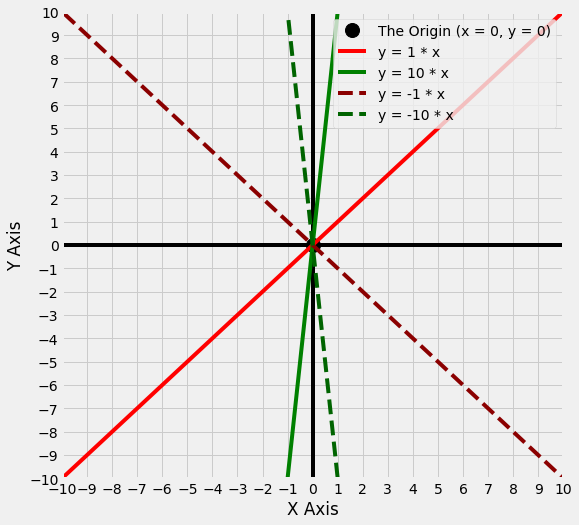 The Origin (x = 0, y = 0)
y = 1 * x
y = 10 * x
y = -1 * x
y = -10 * x
Y Axis
10
9
8
7
6
5
4
3
2
1
0
−1
−2
−3
−4
−5
−6
−7
−8
−9
−10
−10 −9 −8 −7 −6 −5 −4 −3 −2 −1 0 1 2 3 4 5 6 7 8 9 10
X Axis